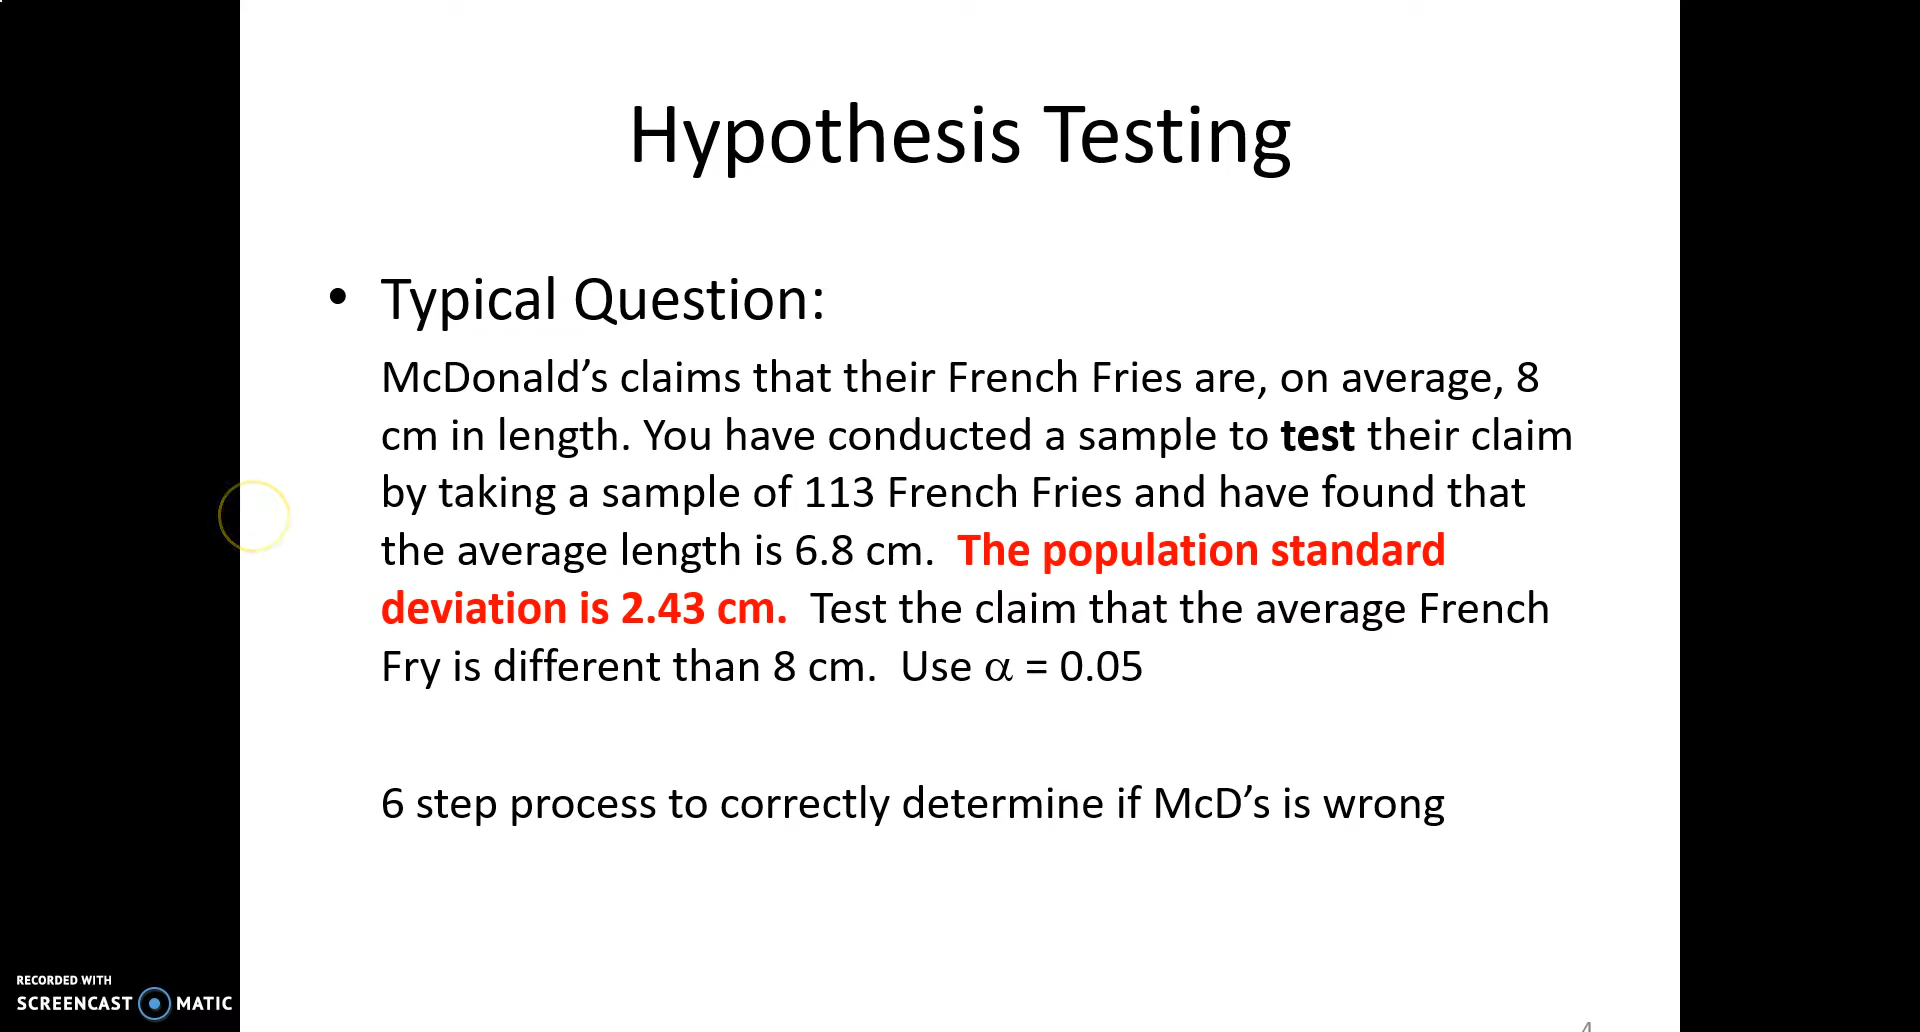 Hypothesis Testing
• Typical Question:
McDonald’s claims that their French Fries are, on average, 8
cm in length. You have conducted a sample to test their claim
by taking a sample of 113 French Fries and have found that
the average length is 6.8 cm. The population standard
deviation is 2.43 cm. Test the claim that the average French
Fry is different than 8 cm. Use α = 0.05
6 step process to correctly determine if McD’s is wrong
RECORDED WITH
SCREENCAST MATIC
4